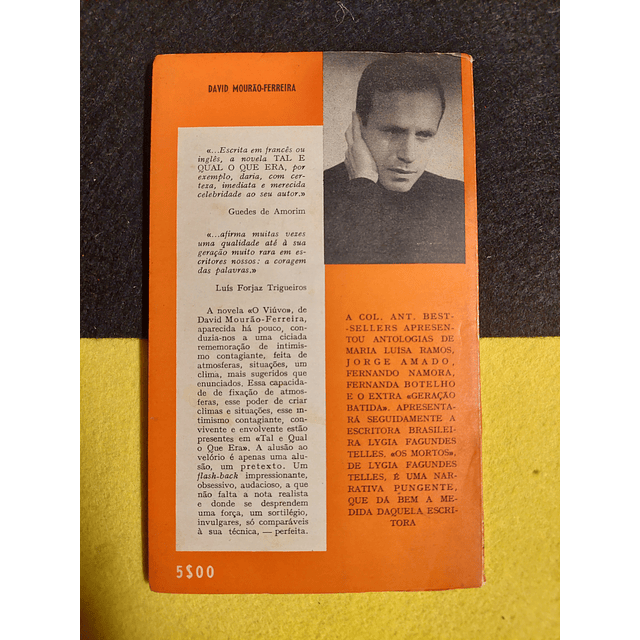 DAVID MOURÃO-FERREIRA
«...Escrita em francês ou
inglês, a novela TAL E
QUAL O QUE ERA, por
exemplo, daria, com cer-
teza, imediata e merecida
celebridade ao seu autor.»
Guedes de Amorim
«...afirma muitas vezes
uma qualidade até à sua
geração muito rara em es-
critores nossos: a coragem
das palavras.»
Luís Forjaz Trigueiros
A novela «O Viúvo», de
David Mourão-Ferreira,
aparecida há pouco, con-
duzia-nos a uma ciciada
rememoração de intimis-
mo contagiante, feita de
atmosferas, situações, um
clima, mais sugeridos que
enunciados. Essa capacida-
de de fixação de atmos-
feras, esse poder de criar
climas e situações, esse in-
timismo contagiante, con-
vivente e envolvente estão
presentes em «Tal e Qual
o Que Era». A alusão ao
velório é apenas uma alu-
são, um pretexto. Um
flash-back impressionante,
obsessivo, audacioso, a que
não falta a nota realista
e donde se desprendem
uma força, um sortilégio,
invulgares, só comparáveis
à sua técnica, — perfeita.
5$00
A COL. ANT. BEST-
-SELLERS APRESEN-
TOU ANTOLOGIAS DE
MARIA LUISA RAMOS,
JORGE AMADO,
FERNANDO NAMORA,
FERNANDA BOTELHO
E O EXTRA «GERAÇÃO
BATIDA». APRESENTA-
RÁ SEGUIDAMENTE A
ESCRITORA BRASILEI-
RA LYGIA FAGUNDES
TELLES. «OS MORTOS»,
DE LYGIA FAGUNDES
TELLES, É UMA NAR-
RATIVA PUNGENTE,
QUE DÁ BEM A ME-
DIDA DAQUELA ESCRI-
TORA